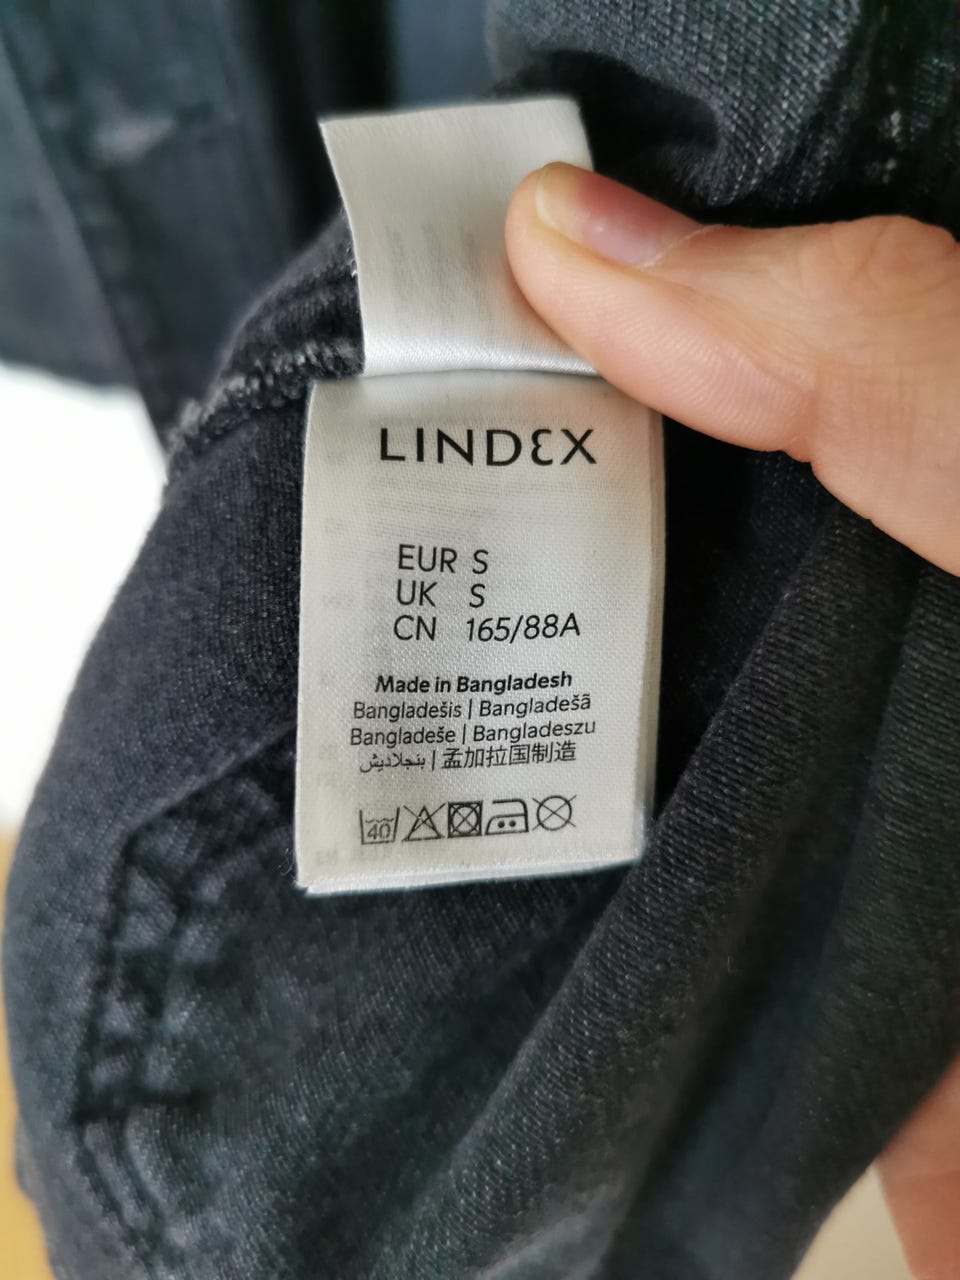 LINDEX
EUR S
UK S
CN 165/88A
Made in Bangladesh
Bangladešis | Bangladešā
Bangladeše | Bangladeszu
بنجلاديش | 孟加拉国制造
40